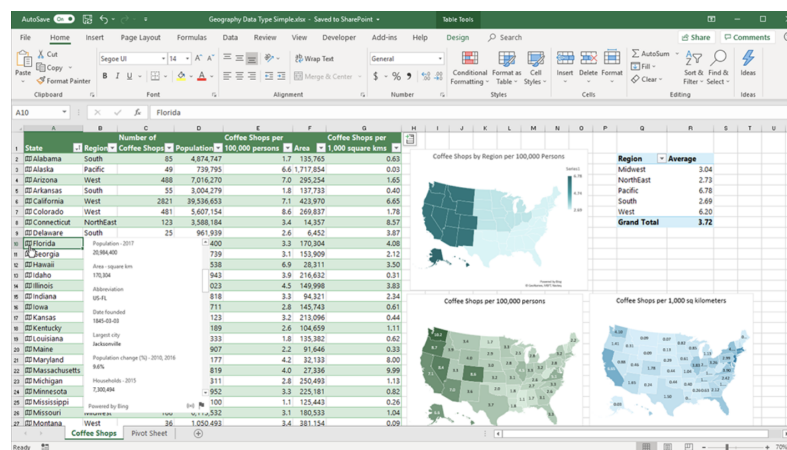 AutoSave On Geography Data Type Simple.xlsx - Saved to SharePoint Table Tools
File Home Insert Page Layout Formulas Data Review View Developer Add-ins Help Design Search Share Comments
Cut
Copy
Format Painter
Paste
Segoe UI 14
Wrap Text
Merge & Center
General
Conditional Formatting
Format as Table
Cell Styles
Insert Delete Format
AutoSum
Fill
Clear
Sort & Filter
Find & Select
Ideas
Clipboard Font Alignment Number Styles Cells Editing Ideas
A10 Florida
A B C D E F G H I J K L M N O P Q R S T U
State Region Number of Coffee Shops Population Coffee Shops per 100,000 persons Area Coffee Shops per 1,000 square kms
Alabama South 85 4,874,747 1.7 135,765 0.63
Alaska Pacific 49 739,795 6.6 1,717,854 0.03
Arizona West 488 7,016,270 7.0 295,254 1.65
Arkansas South 55 3,004,279 1.8 137,733 0.40
California West 2821 39,536,653 7.1 423,970 6.65
Colorado West 481 5,607,154 8.6 269,837 1.78
Connecticut NorthEast 123 3,588,184 3.4 14,357 8.57
Delaware South 25 961,939 2.6 6,452 3.87
Florida 400 3.3 170,304 4.08
Georgia 739 3.1 153,909 2.12
Hawaii 538 6.9 28,311 3.50
Idaho 943 3.9 216,632 0.31
Illinois 023 4.5 149,998 3.83
Indiana 818 3.3 94,321 2.34
Iowa 711 2.8 145,743 0.61
Kansas 123 3.2 213,096 0.44
Kentucky 189 2.6 104,659 1.11
Louisiana 333 1.8 135,382 0.62
Maine 907 2.2 91,646 0.33
Maryland 177 4.2 32,133 8.00
Massachusetts 819 4.0 27,336 9.99
Michigan 311 2.8 250,493 1.13
Minnesota 952 3.3 225,181 0.82
Mississippi 100 1.1 125,443 0.26
Missouri Midwest 3.1 180,533 1.04
Montana West 36 1,050,493 3.4 381,154 0.09
Population - 2017
20,984,400
Area - square km
170,304
Abbreviation
US-FL
Date founded
1845-03-03
Largest city
Jacksonville
Population change (%) - 2010, 2016
9.6%
Households - 2015
7,300,494
Powered by Bing
Coffee Shops by Region per 100,000 Persons
Region Average
Midwest 3.04
NorthEast 2.73
Pacific 6.78
South 2.69
West 6.20
Grand Total 3.72
Coffee Shops per 100,000 persons
Coffee Shops per 1,000 sq kilometers
Coffee Shops Pivot Sheet
Ready 70%